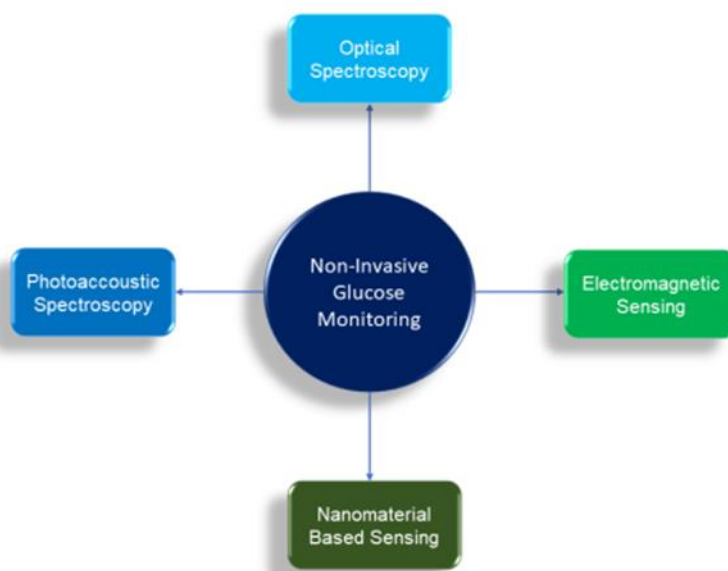 Optical
Spectroscopy
Photoaccoustic
Spectroscopy
Non-Invasive
Glucose
Monitoring
Electromagnetic
Sensing
Nanomaterial
Based Sensing